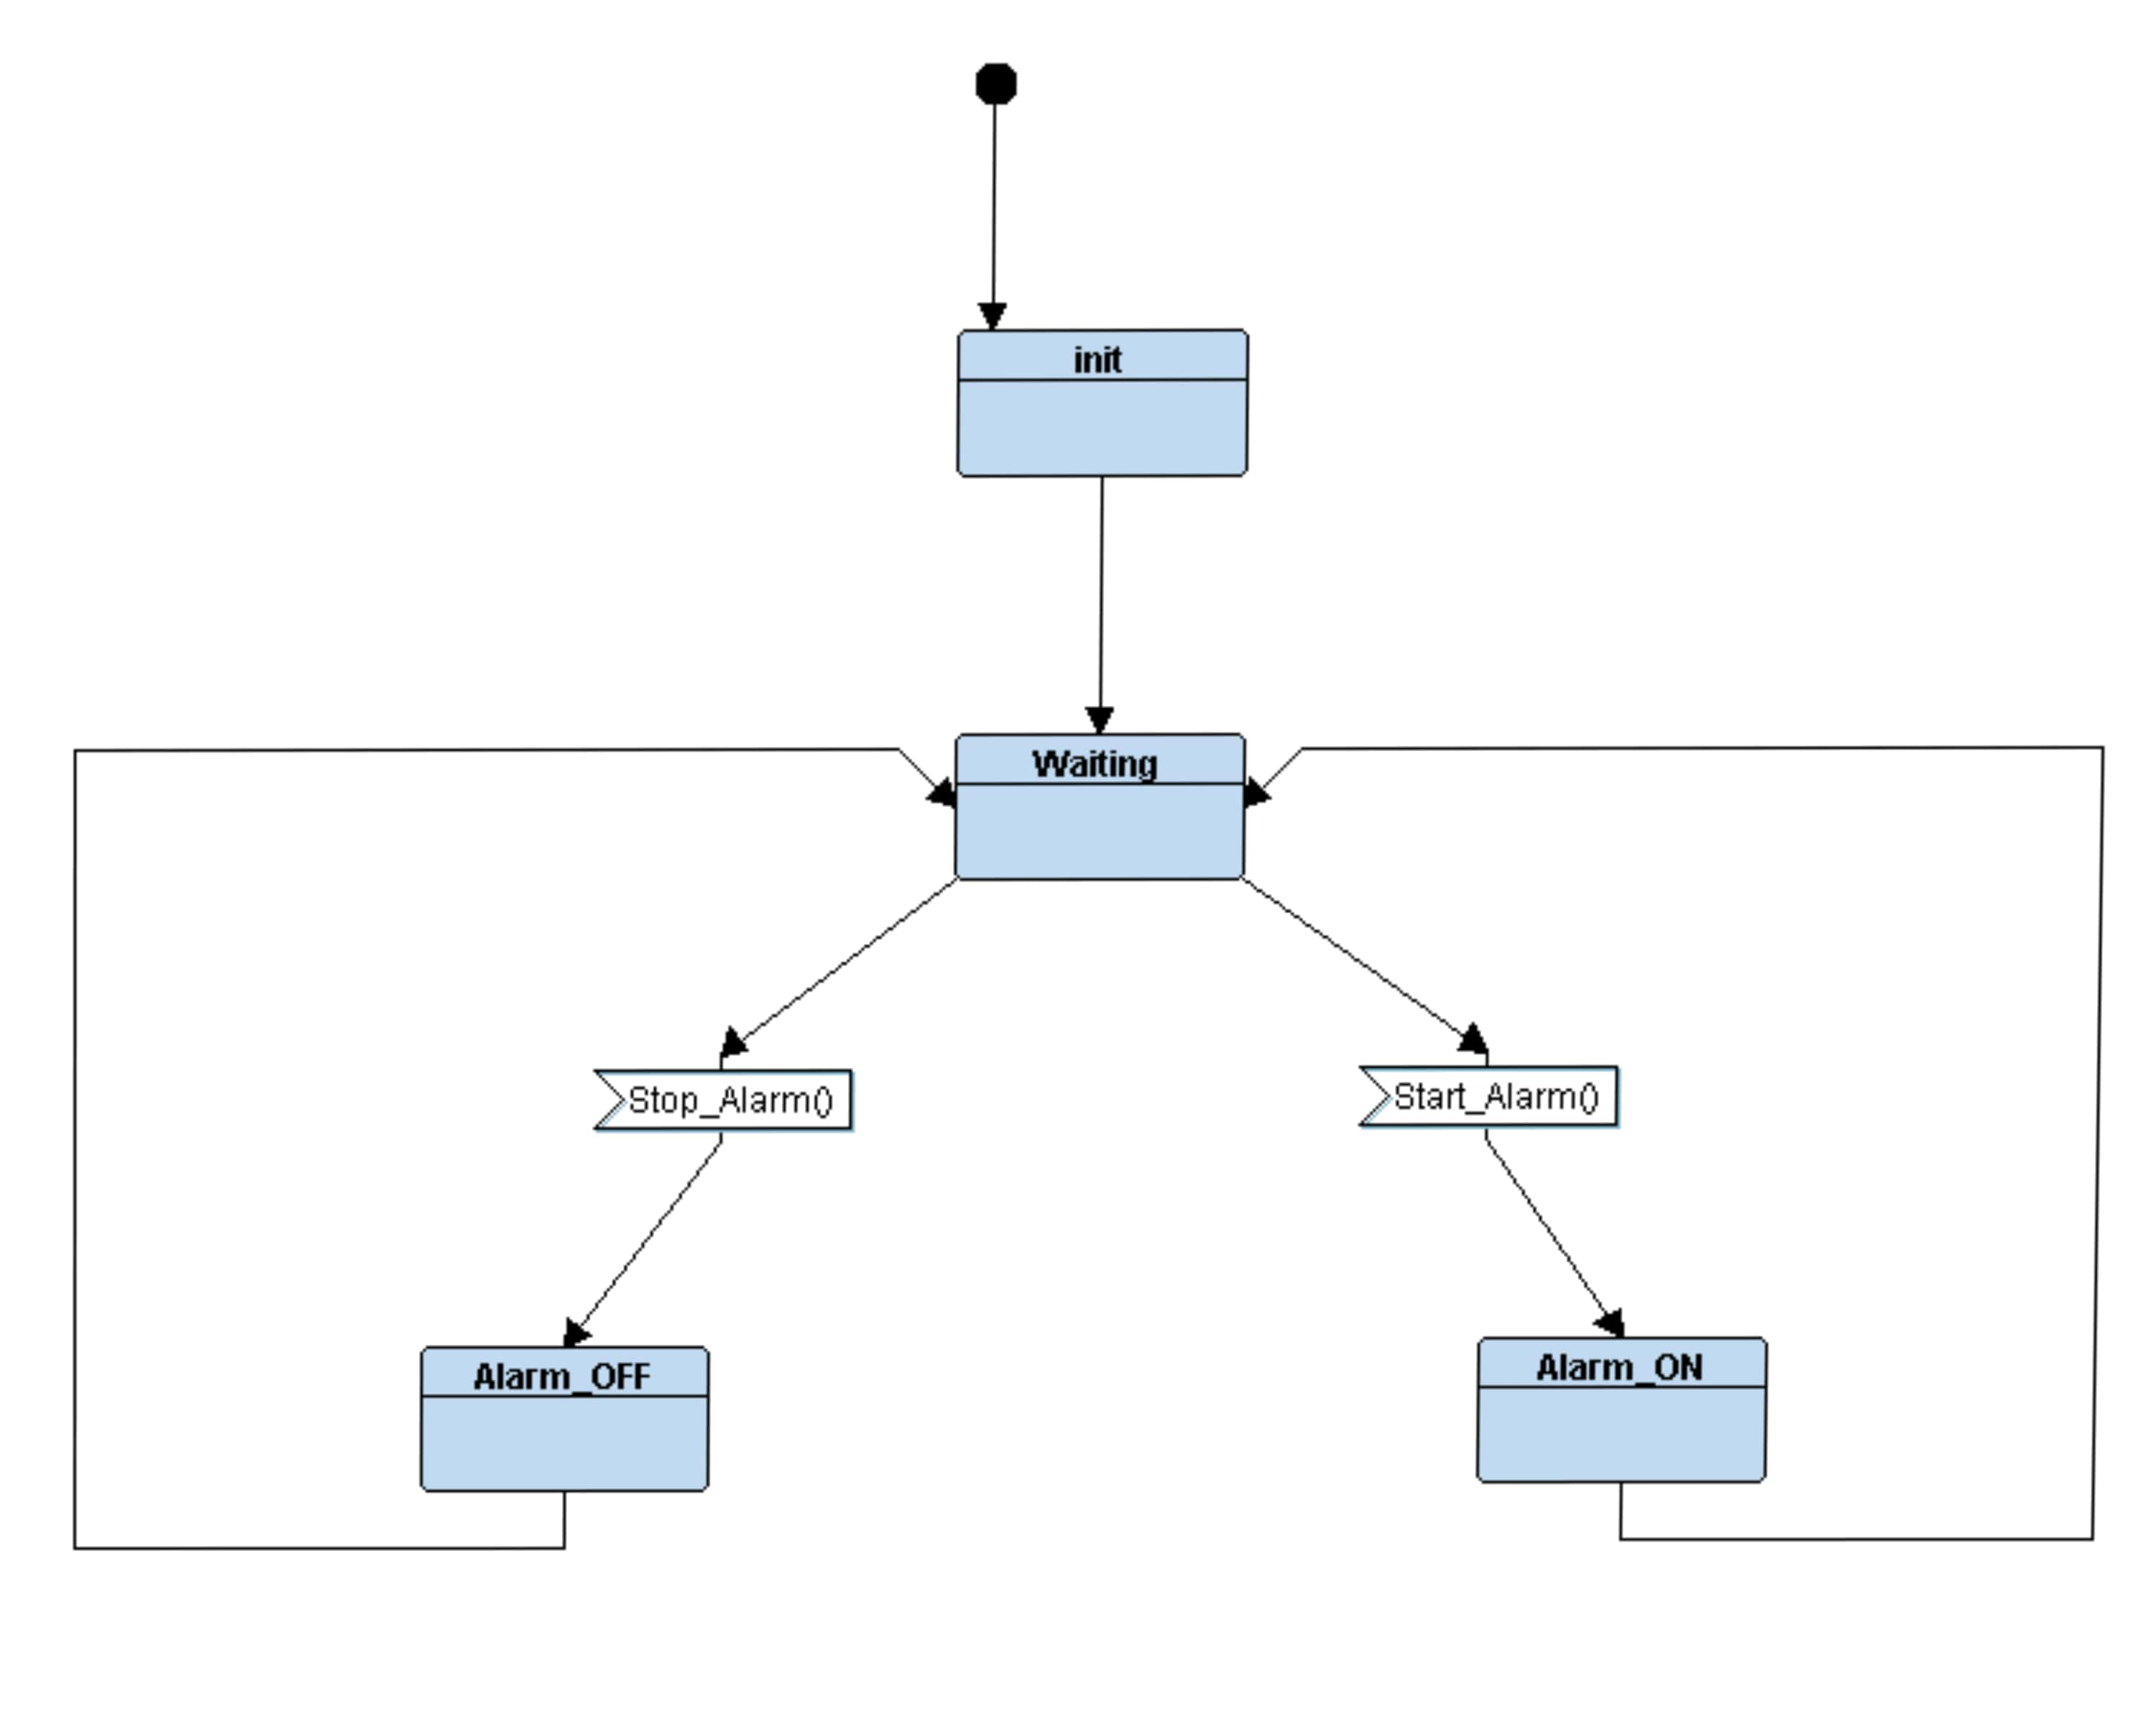 init
Waiting
Stop_Alarm()
Start_Alarm()
Alarm_OFF
Alarm_ON